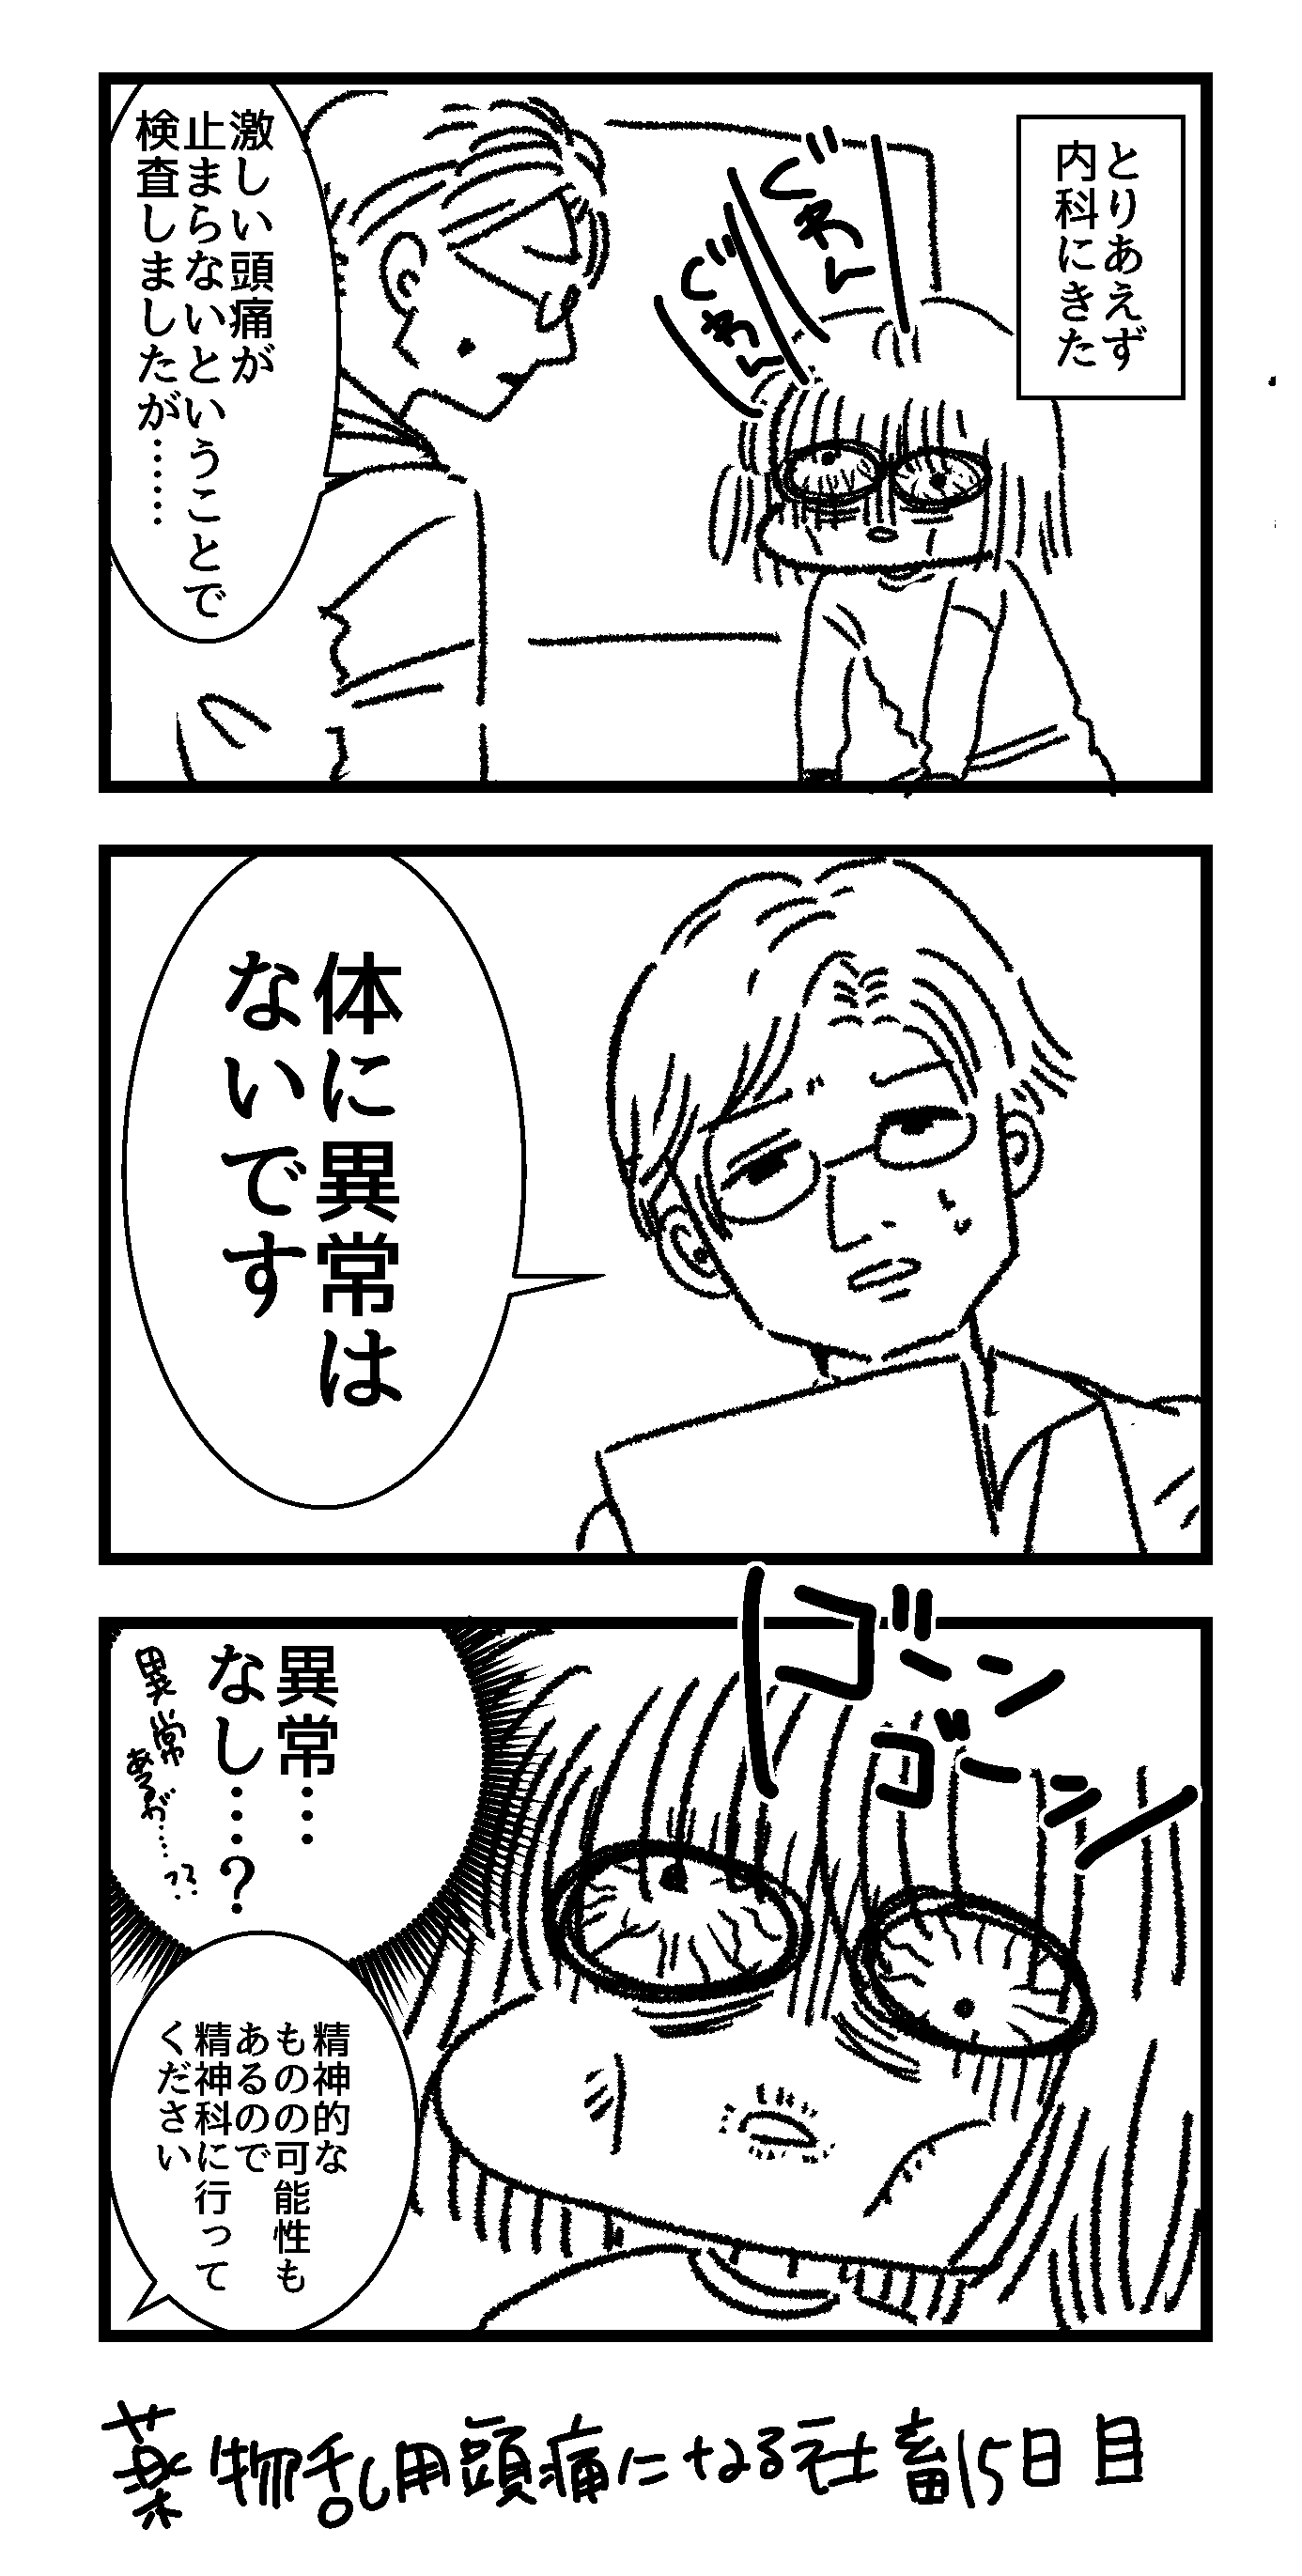 とりあえず
内科にきた
ぐわん
ぐわん
激しい頭痛が
止まらないということで
検査しましたが……
体に異常は
ないです
ゴーン
ゴーン
異常…
なし…?
異常
あるが……
っ??
精神的な
ものの可能性も
あるので
精神科に行って
ください
薬物乱用頭痛になる社畜15日目